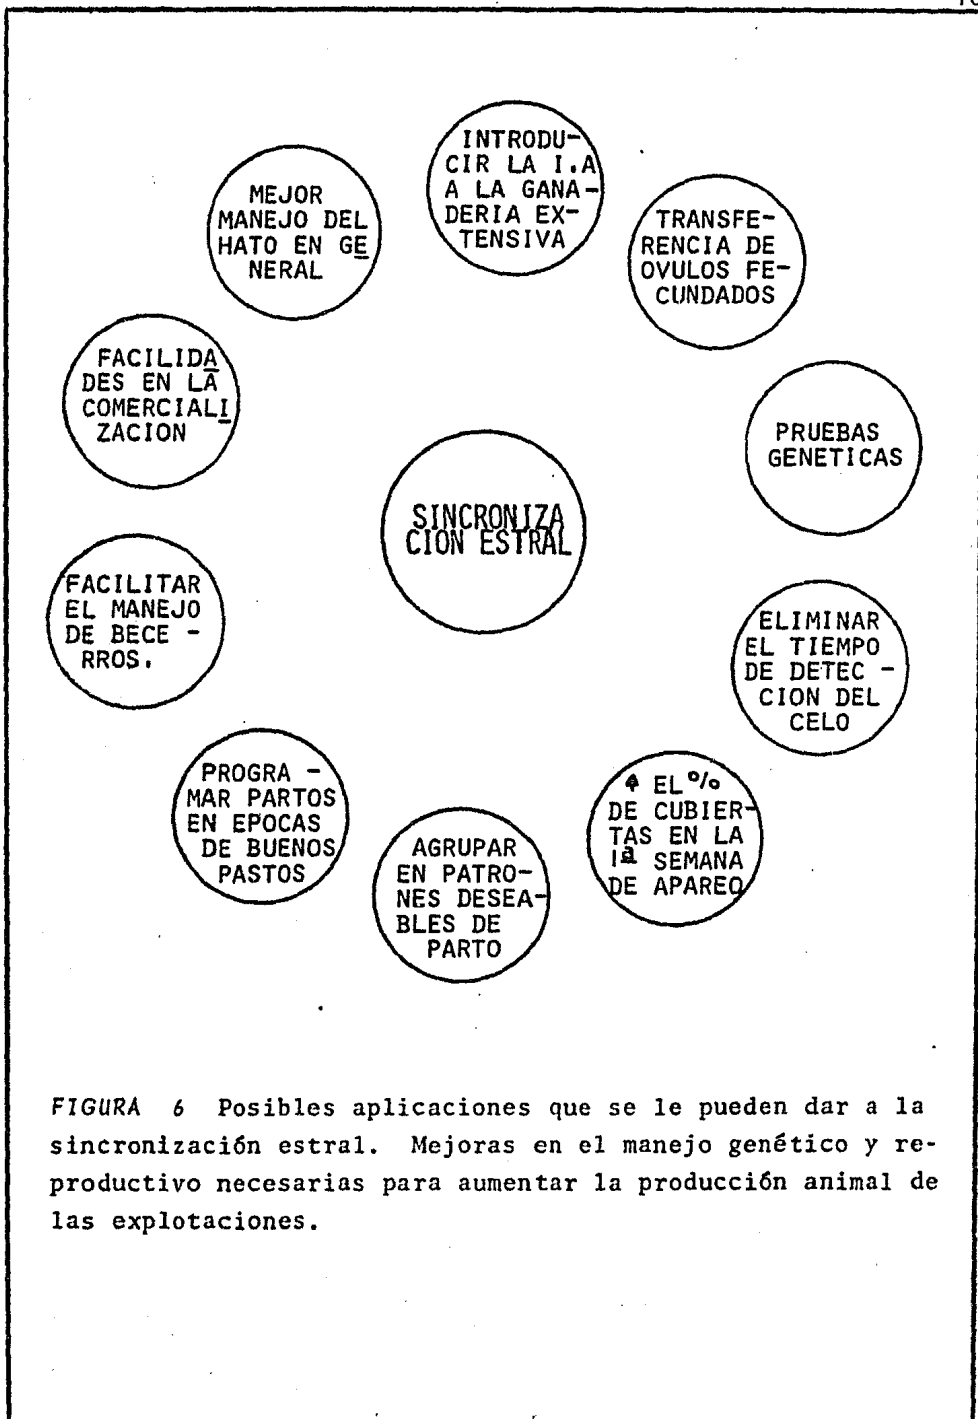 INTRODU-
CIR LA I.A
A LA GANA-
DERIA EX-
TENSIVA
MEJOR
MANEJO DEL
HATO EN GE
NERAL
TRANSFE-
RENCIA DE
OVULOS FE-
CUNDADOS
FACILIDA
DES EN LA
COMERCIALI
ZACION
PRUEBAS
GENETICAS
SINCRONIZA
CION ESTRAL
FACILITAR
EL MANEJO
DE BECE -
RROS.
ELIMINAR
EL TIEMPO
DE DETEC -
CION DEL
CELO
PROGRA -
MAR PARTOS
EN EPOCAS
DE BUENOS
PASTOS
AGRUPAR
EN PATRO-
NES DESEA-
BLES DE
PARTO
↑ EL %
DE CUBIER-
TAS EN LA
1ª SEMANA
DE APAREO
FIGURA 6 Posibles aplicaciones que se le pueden dar a la
sincronización estral. Mejoras en el manejo genético y re-
productivo necesarias para aumentar la producción animal de
las explotaciones.